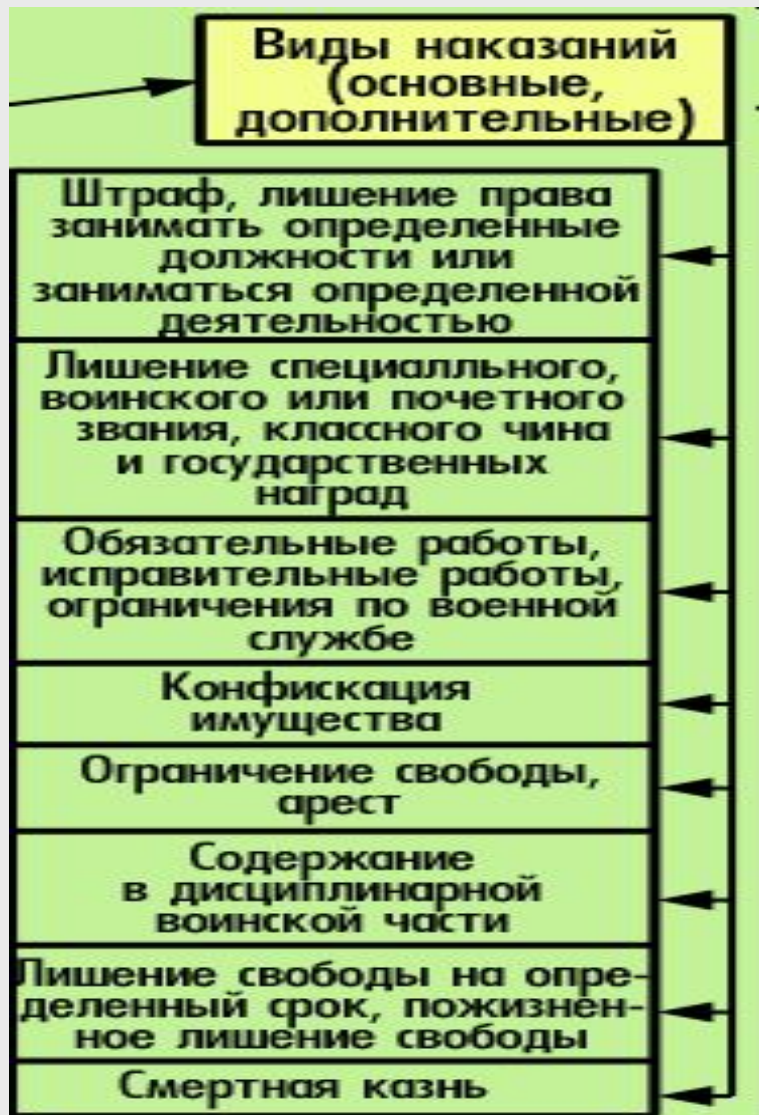 Виды наказаний
(основные,
дополнительные)
Штраф, лишение права
занимать определенные
должности или
заниматься определенной
деятельностью
Лишение специалльного,
воинского или почетного
звания, классного чина
и государственных
наград
Обязательные работы,
исправительные работы,
ограничения по военной
службе
Конфискация
имущества
Ограничение свободы,
арест
Содержание
в дисциплинарной
воинской части
Лишение свободы на опре-
деленный срок, пожизнен-
ное лишение свободы
Смертная казнь